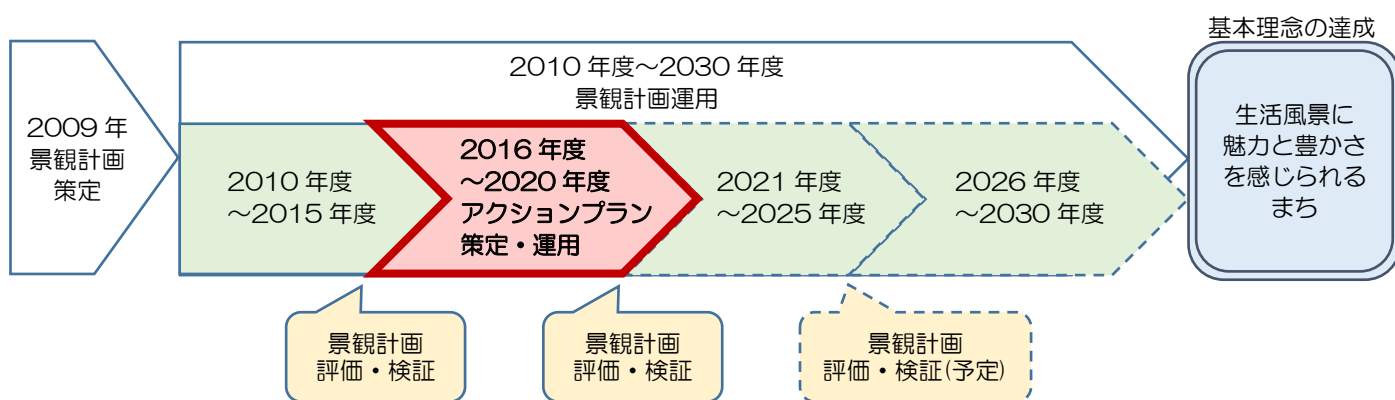 基本理念の達成
2010 年度～2030 年度
景観計画運用
2009 年
景観計画
策定
2010 年度
～2015 年度
2016 年度
～2020 年度
アクションプラン
策定・運用
2021 年度
～2025 年度
2026 年度
～2030 年度
生活風景に
魅力と豊かさ
を感じられる
まち
景観計画
評価・検証
景観計画
評価・検証
景観計画
評価・検証(予定)